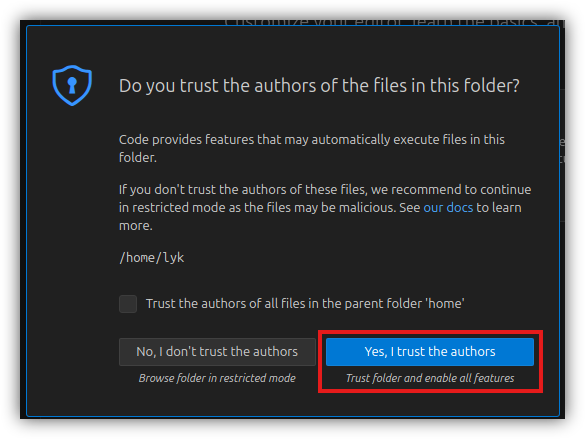 Customize your editor, learn the basics, a
Do you trust the authors of the files in this folder?
Code provides features that may automatically execute files in this
folder.
If you don't trust the authors of these files, we recommend to continue
in restricted mode as the files may be malicious. See our docs to learn
more.
/home/lyk
Trust the authors of all files in the parent folder 'home'
No, I don't trust the authors
Yes, I trust the authors
Browse folder in restricted mode
Trust folder and enable all features